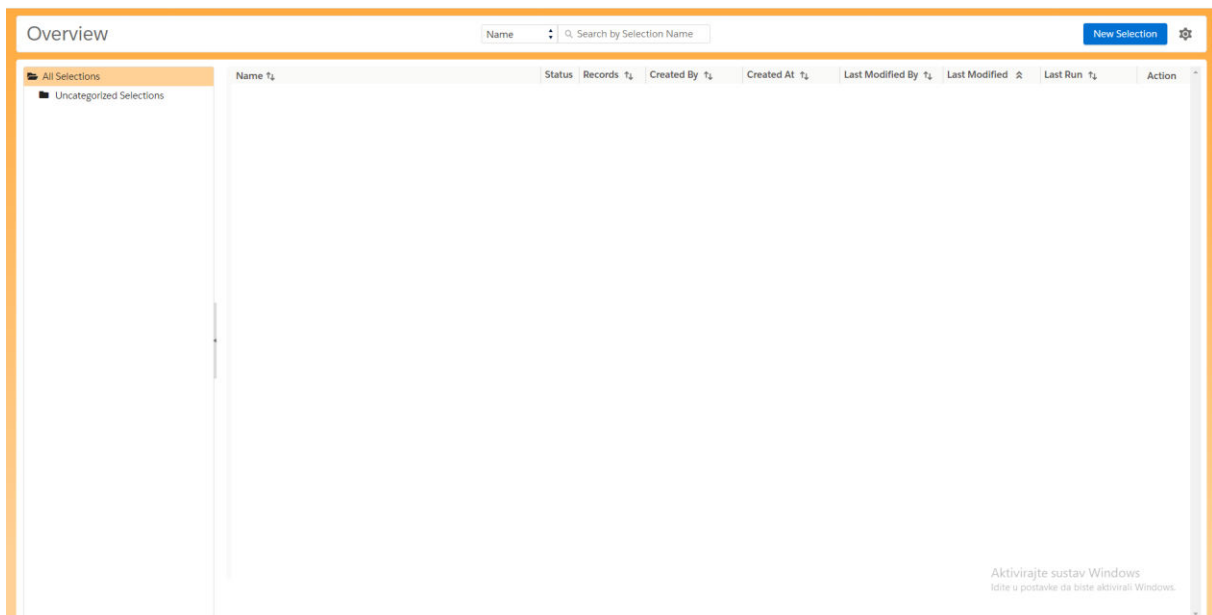 Overview
Name
Search by Selection Name
New Selection
All Selections
Uncategorized Selections
Name Status Records Created By Created At Last Modified By Last Modified Last Run Action
Aktivirajte sustav Windows
Idite u postavke da biste aktivirali Windows.